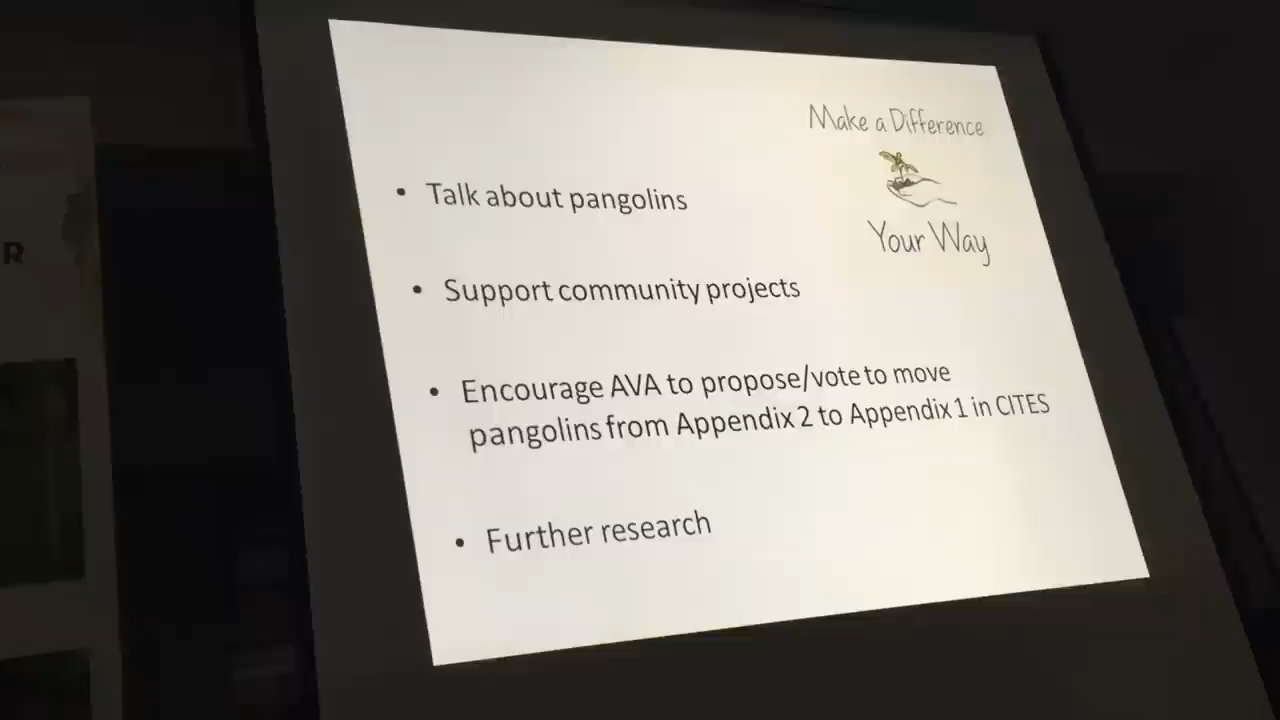 R
Make a Difference
Your Way
• Talk about pangolins
• Support community projects
• Encourage AVA to propose/vote to move
pangolins from Appendix 2 to Appendix 1 in CITES
• Further research